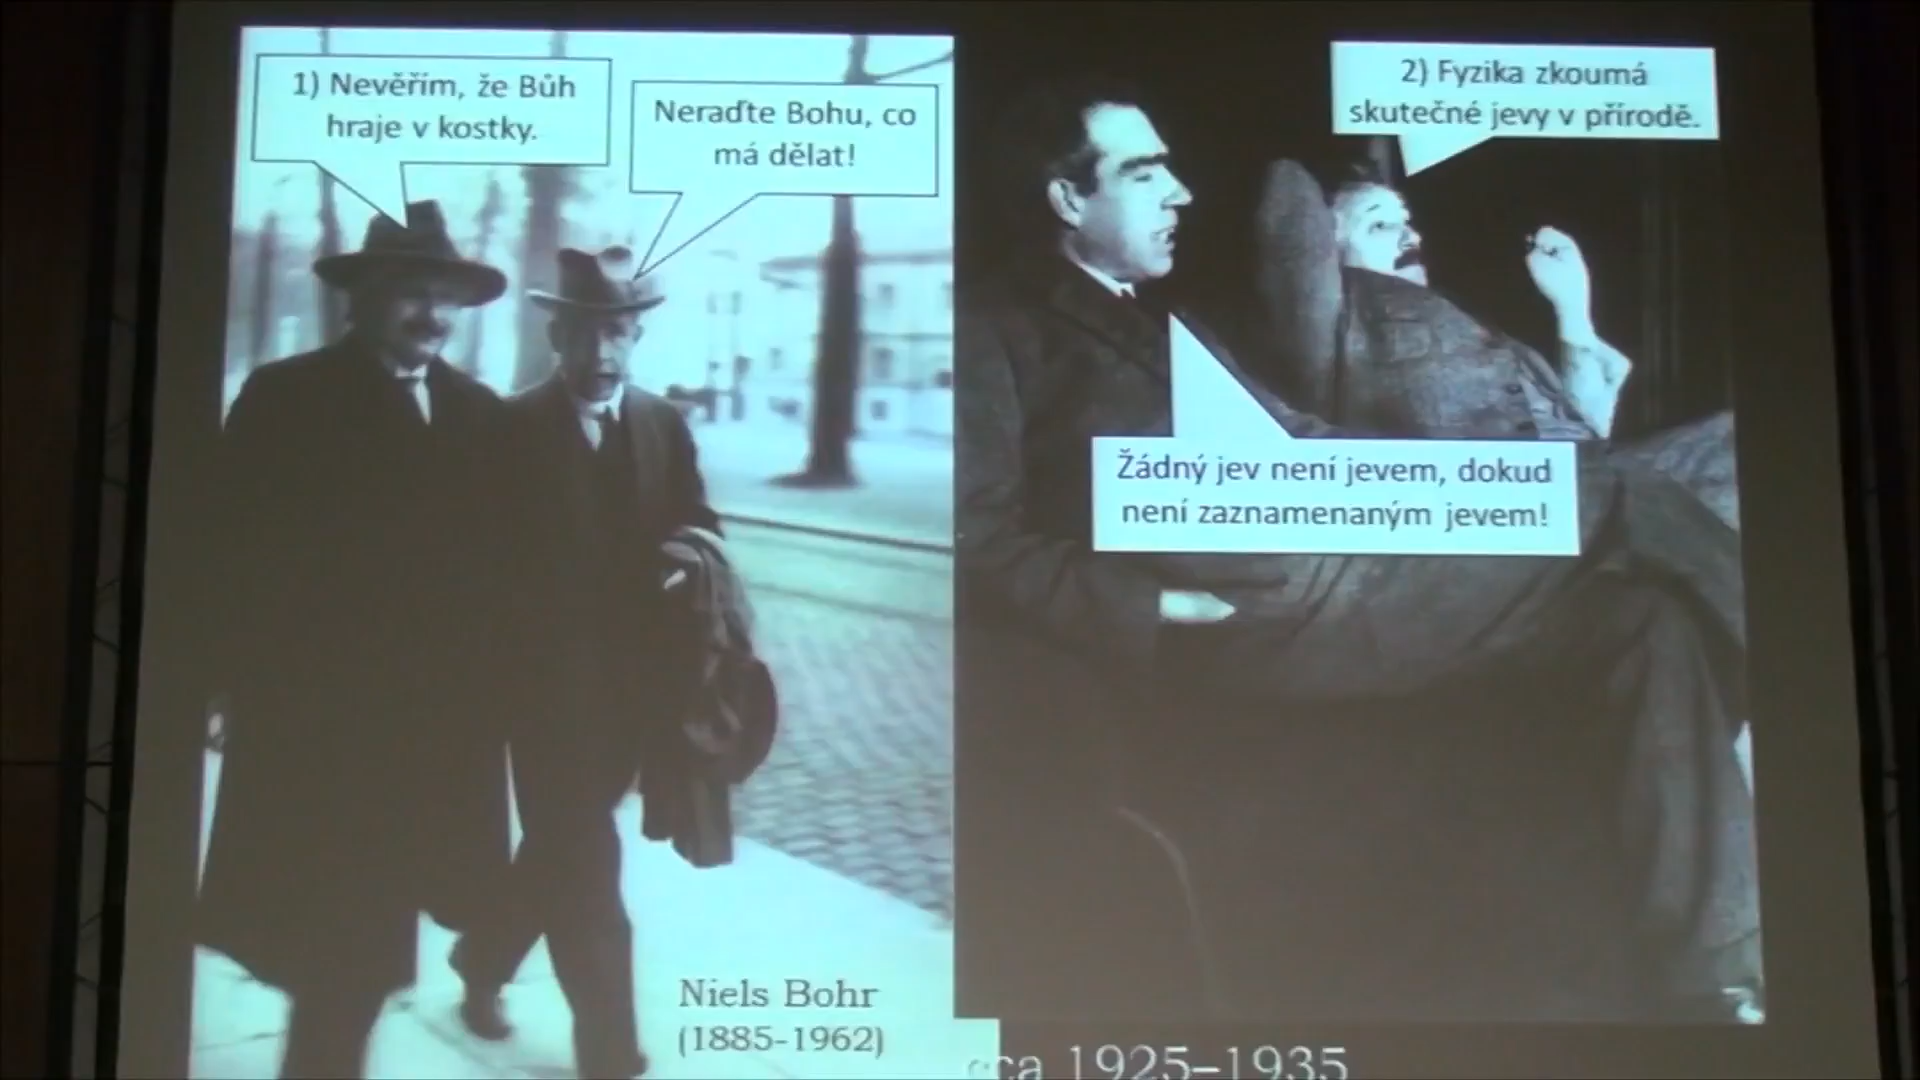 1) Nevěřím, že Bůh
hraje v kostky.
Neraďte Bohu, co
má dělat!
2) Fyzika zkoumá
skutečné jevy v přírodě.
Žádný jev není jevem, dokud
není zaznamenaným jevem!
Niels Bohr
(1885-1962)
cca 1925–1935